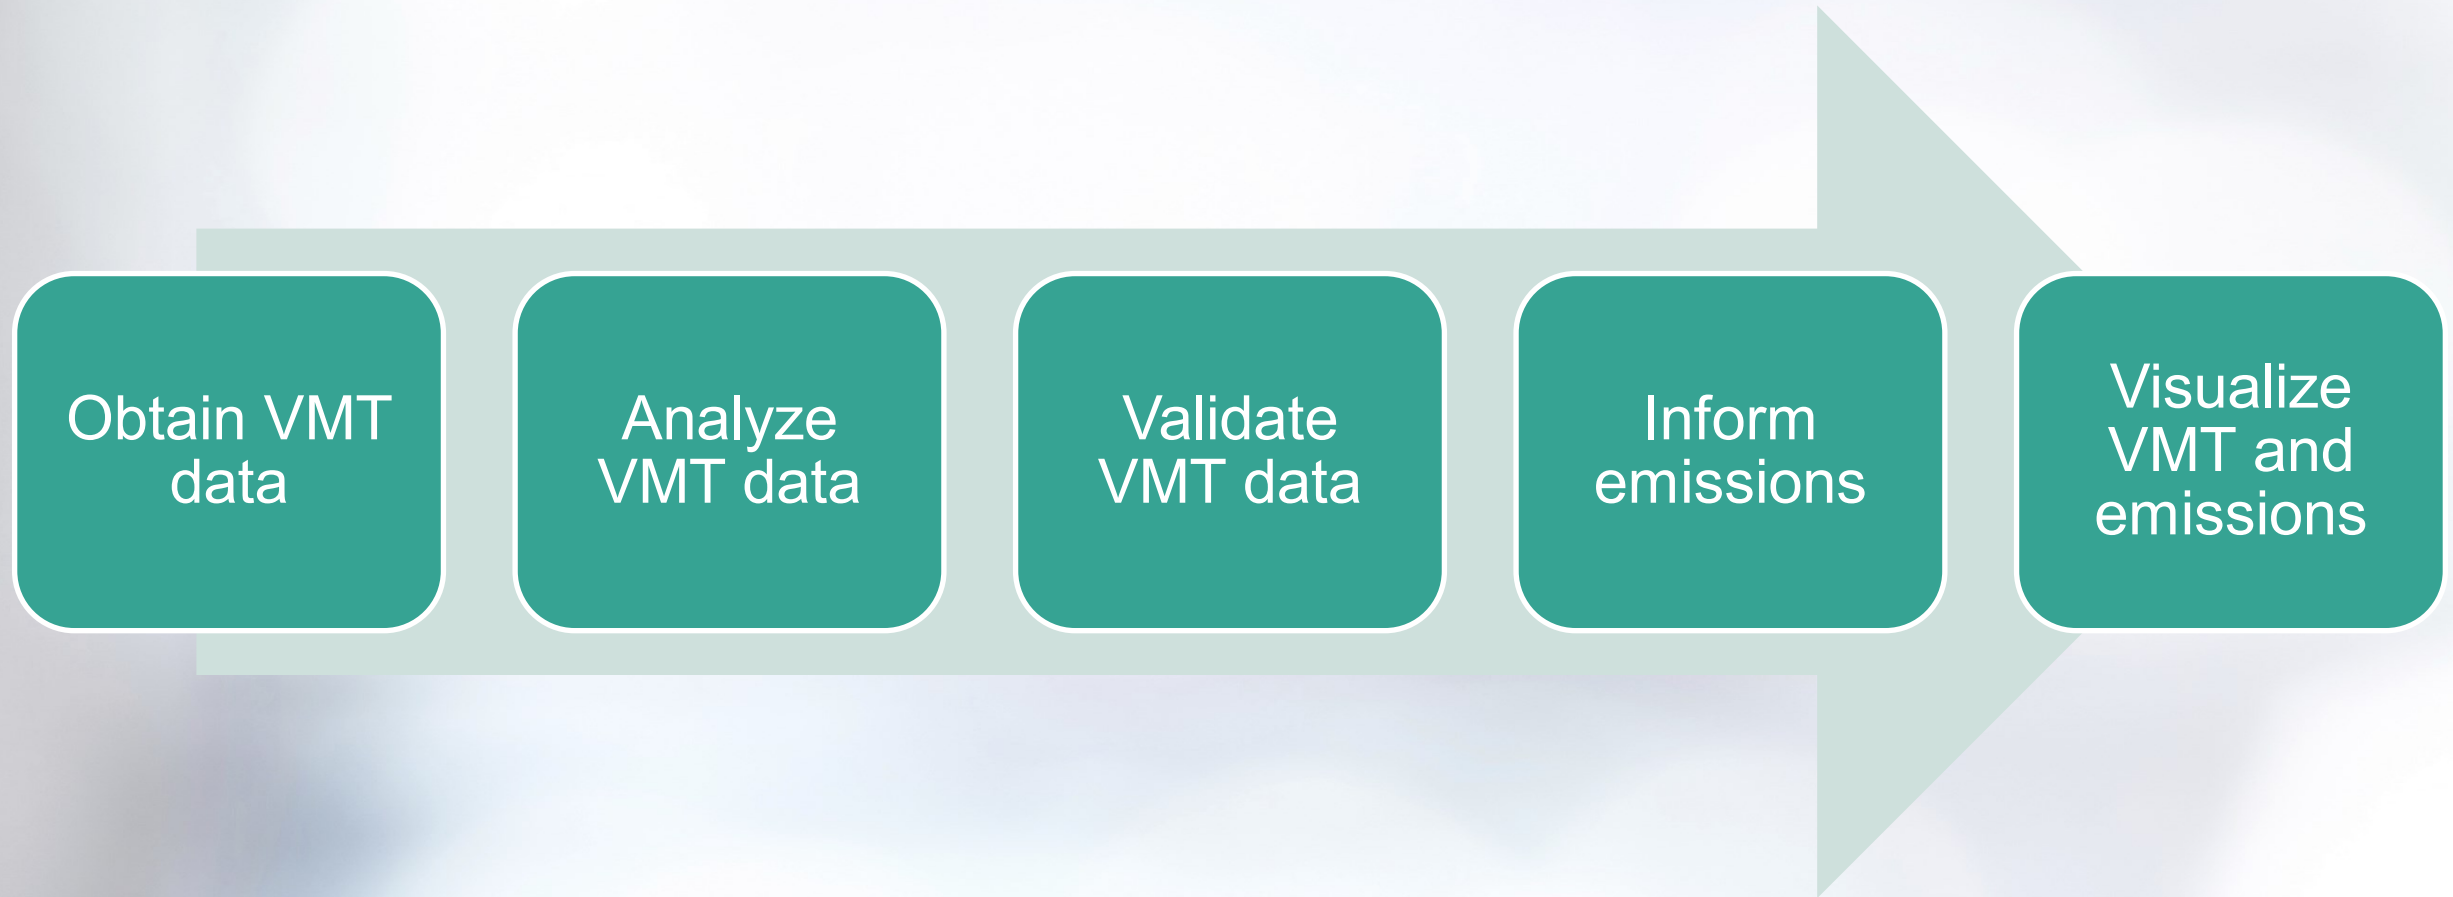 Obtain VMT
data
Analyze
VMT data
Validate
VMT data
Inform
emissions
Visualize
VMT and
emissions